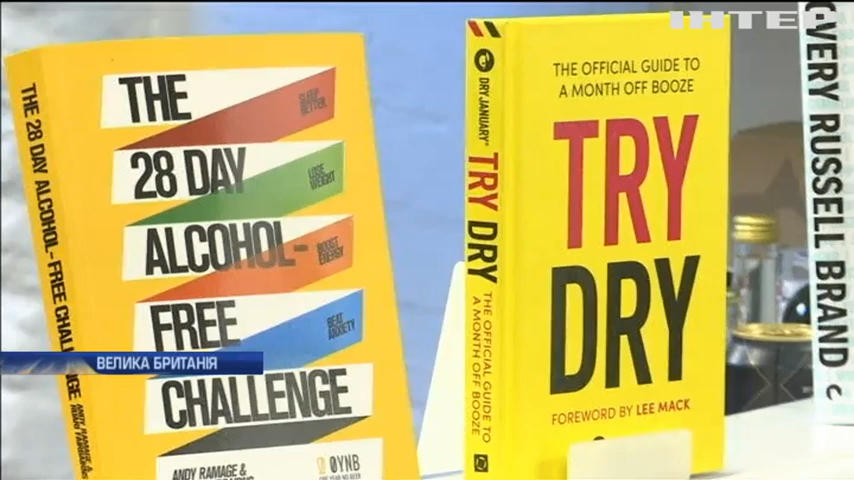 ІНТЕР
THE 28 DAY ALCOHOL-FREE CHALLENGE
ANDY RAMAGE &
THE
SLEEP
BETTER
28 DAY
LOSE
WEIGHT
ALCOHOL-
BOOST
ENERGY
FREE
BEAT
ANXIETY
CHALLENGE
ANDY RAMAGE &
OYNB
ONE YEAR NO BEER
DRY JANUARY®
TRY DRY
THE OFFICIAL GUIDE TO
A MONTH OFF BOOZE
THE OFFICIAL GUIDE TO
A MONTH OFF BOOZE
TRY
DRY
FOREWORD BY LEE MACK
RUSSELL BRAND
ВЕЛИКА БРИТАНІЯ